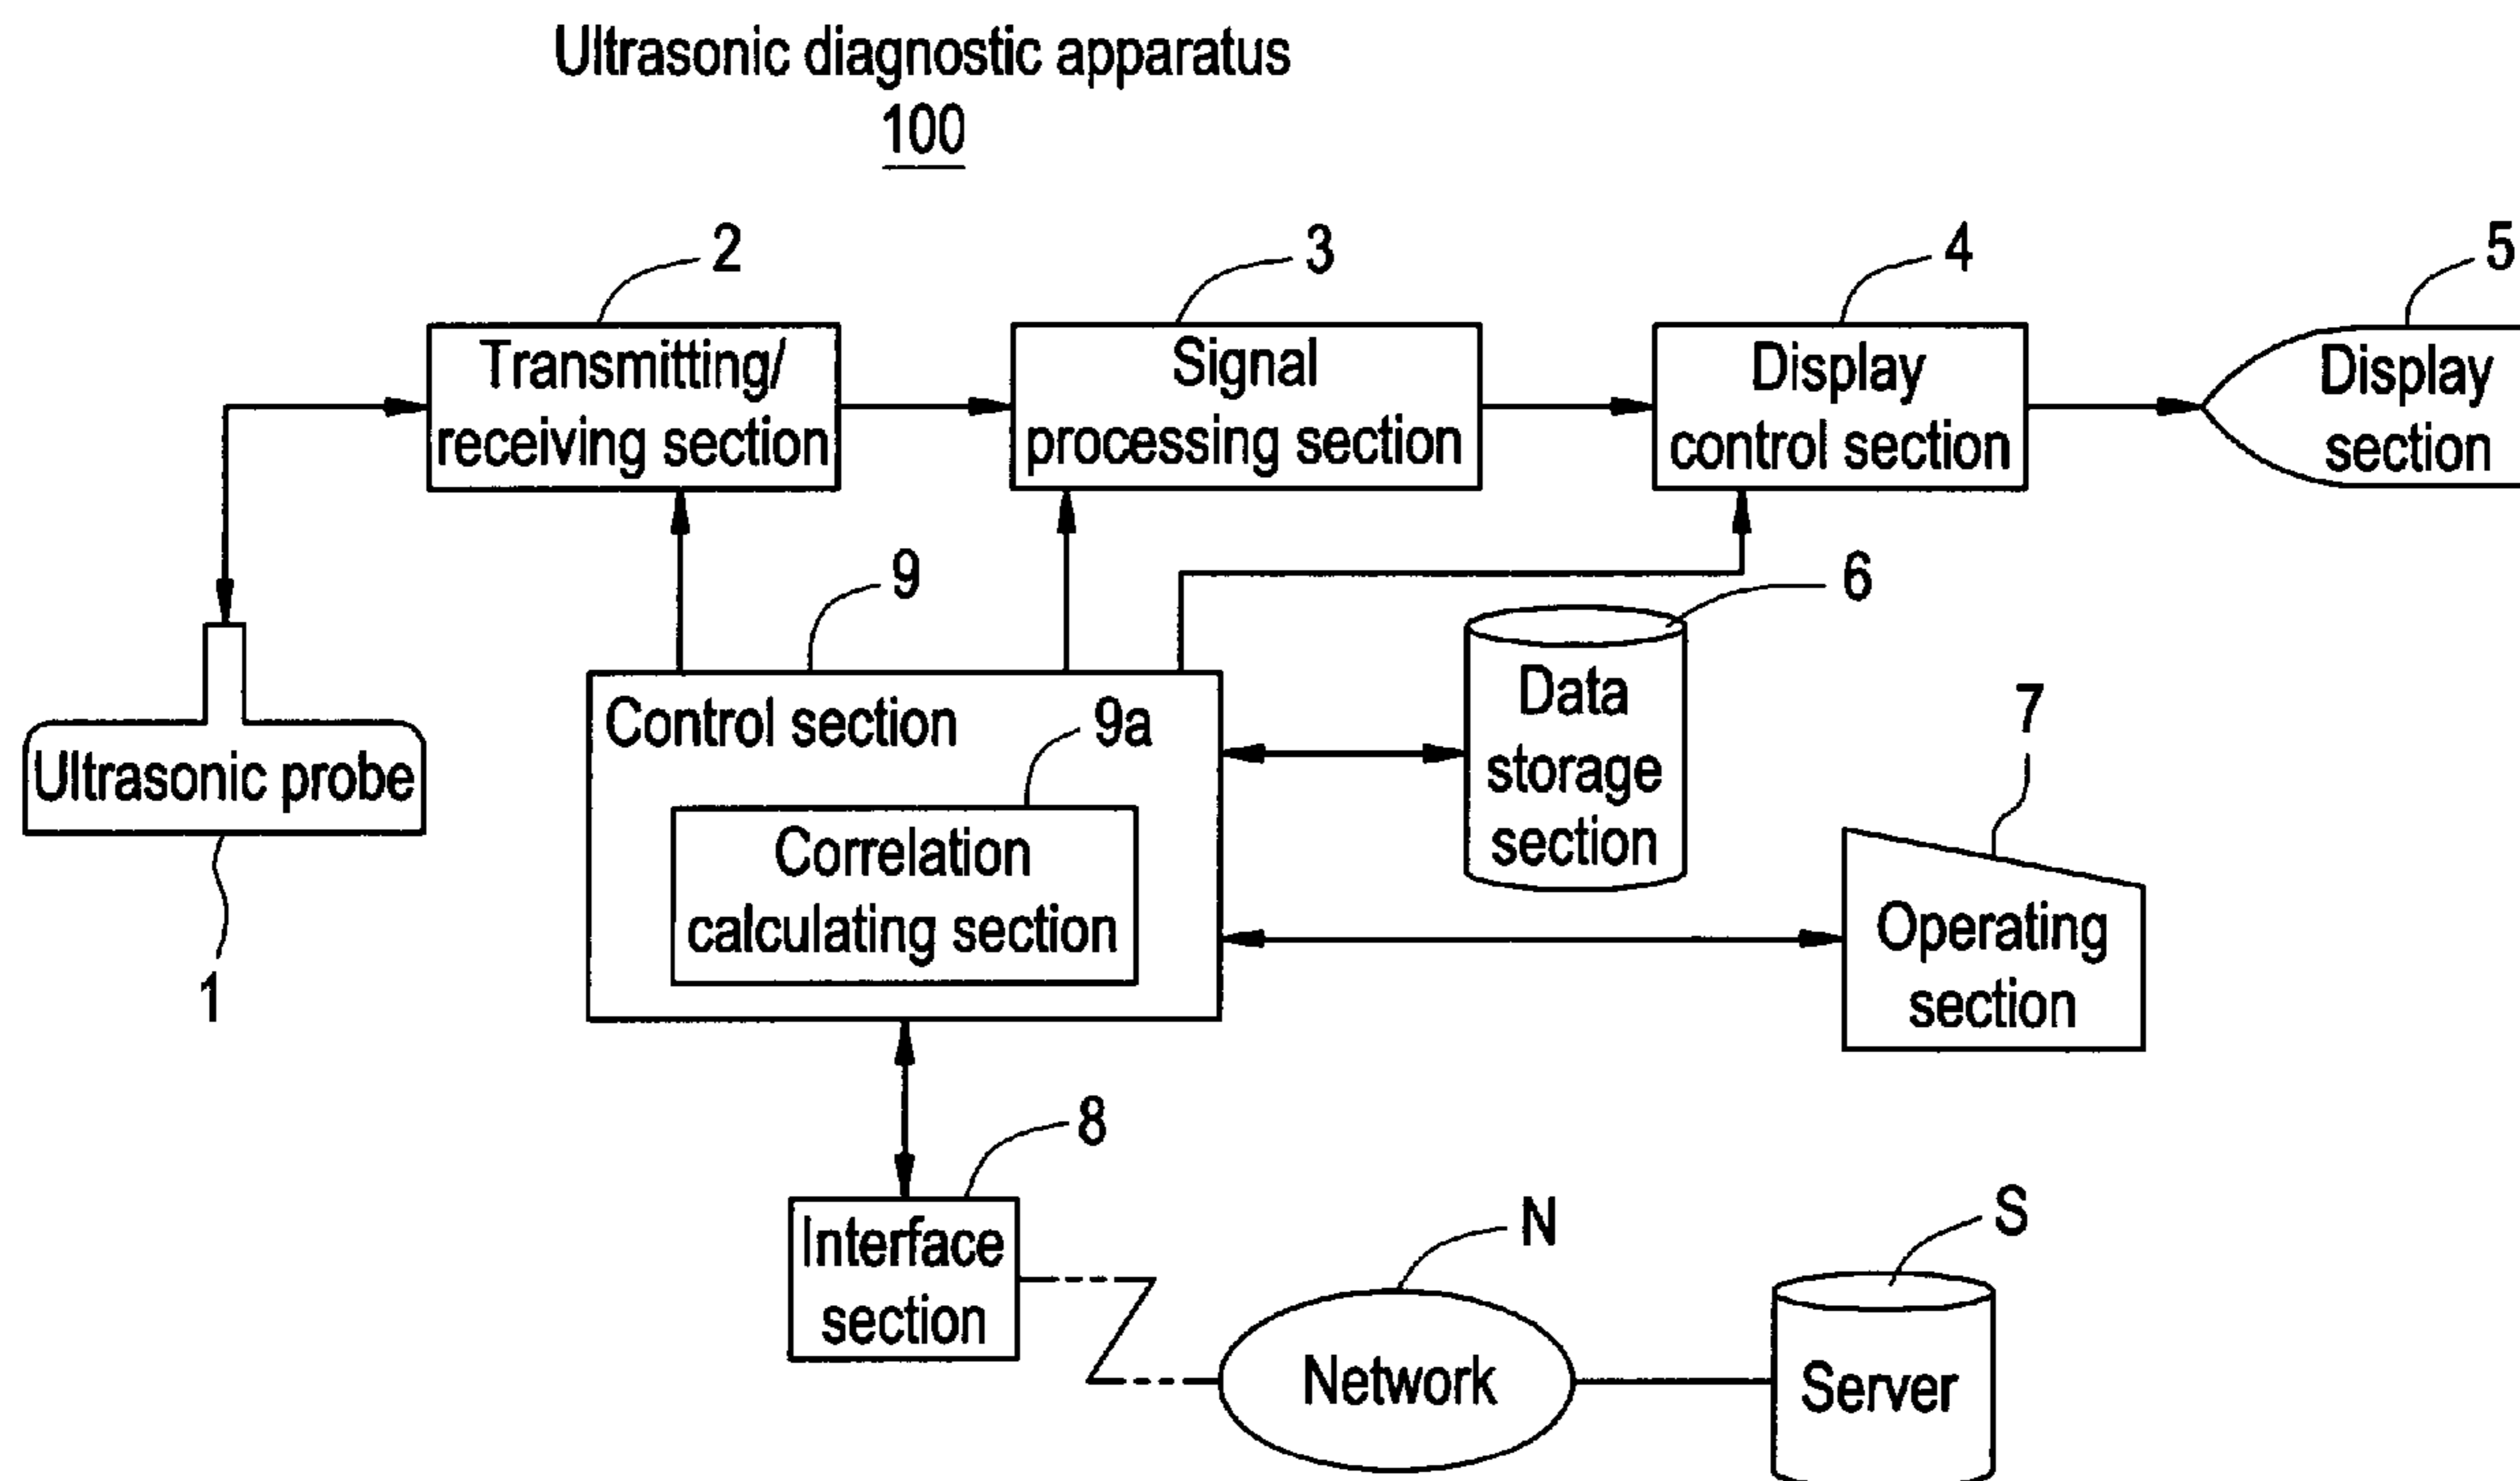 Ultrasonic diagnostic apparatus
100
2
3
4
5
Transmitting/
receiving section
Signal
processing section
Display
control section
Display
section
9
6
Control section
9a
Data
storage
section
7
Ultrasonic probe
Correlation
calculating section
1
Operating
section
8
Interface
section
N
S
Network
Server